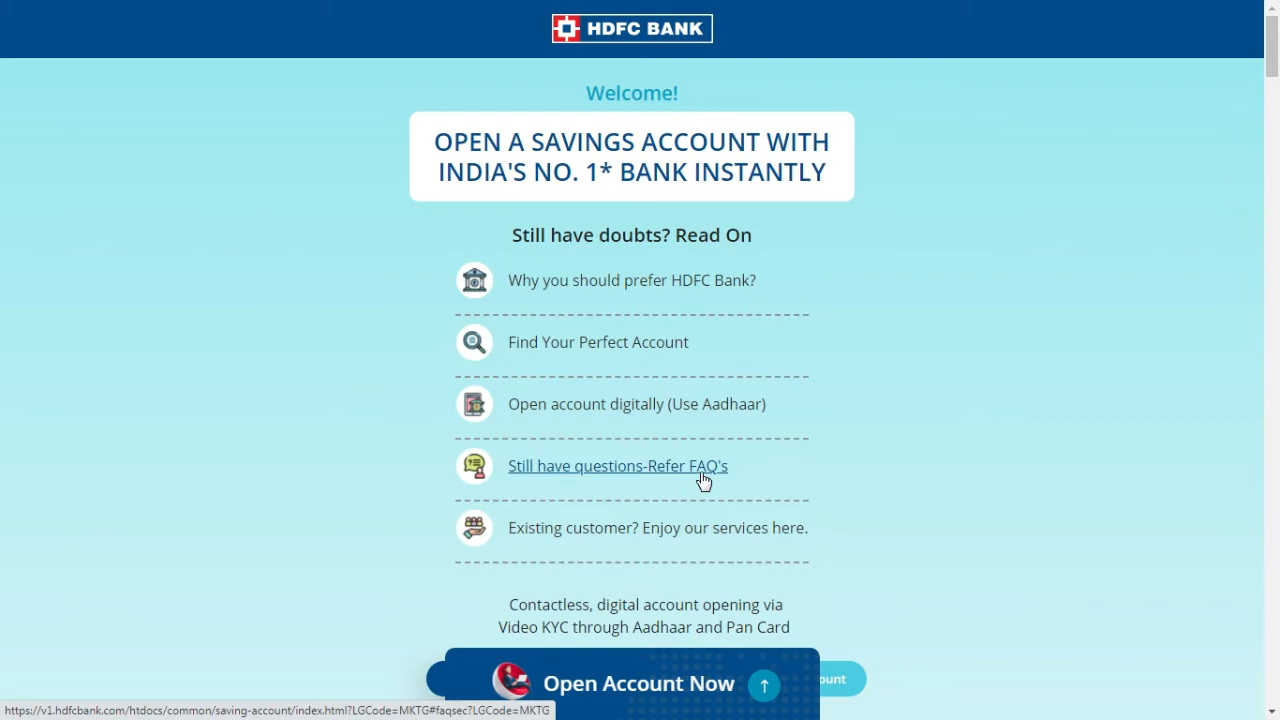 HDFC BANK
Welcome!
OPEN A SAVINGS ACCOUNT WITH
INDIA'S NO. 1* BANK INSTANTLY
Still have doubts? Read On
Why you should prefer HDFC Bank?
Find Your Perfect Account
Open account digitally (Use Aadhaar)
Still have questions-Refer FAQ's
Existing customer? Enjoy our services here.
Contactless, digital account opening via
Video KYC through Aadhaar and Pan Card
Open Account Now
ount
https://v1.hdfcbank.com/htdocs/common/saving-account/index.html?LGCode=MKTG#faqsec?LGCode=MKTG